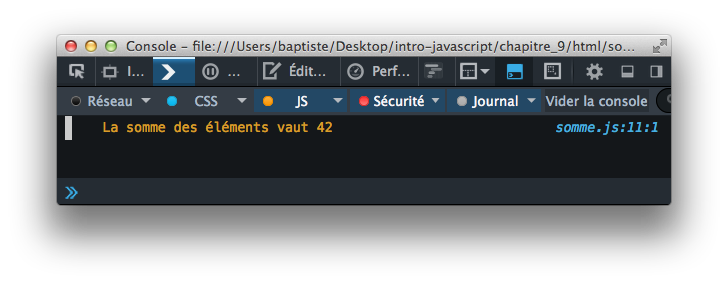 Console - file:///Users/baptiste/Desktop/intro-javascript/chapitre_9/html/so…
I… … Édit… Perf…
Réseau CSS JS Sécurité Journal Vider la console
La somme des éléments vaut 42 somme.js:11:1